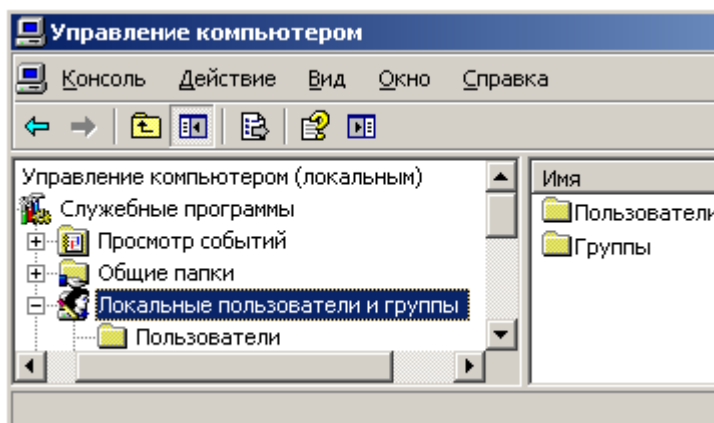 Управление компьютером
Консоль Действие Вид Окно Справка
Управление компьютером (локальным)
Служебные программы
Просмотр событий
Общие папки
Локальные пользователи и группы
Пользователи
Имя
Пользователи
Группы